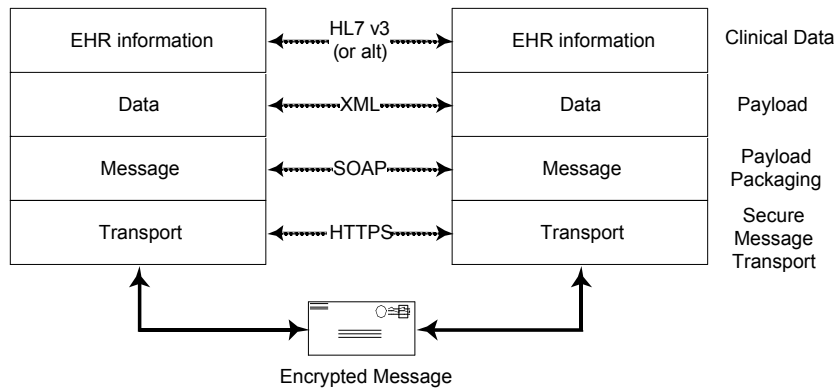 EHR information
HL7 v3
(or alt)
EHR information
Clinical Data
Data
XML
Data
Payload
Message
SOAP
Message
Payload
Packaging
Transport
HTTPS
Transport
Secure
Message
Transport
Encrypted Message